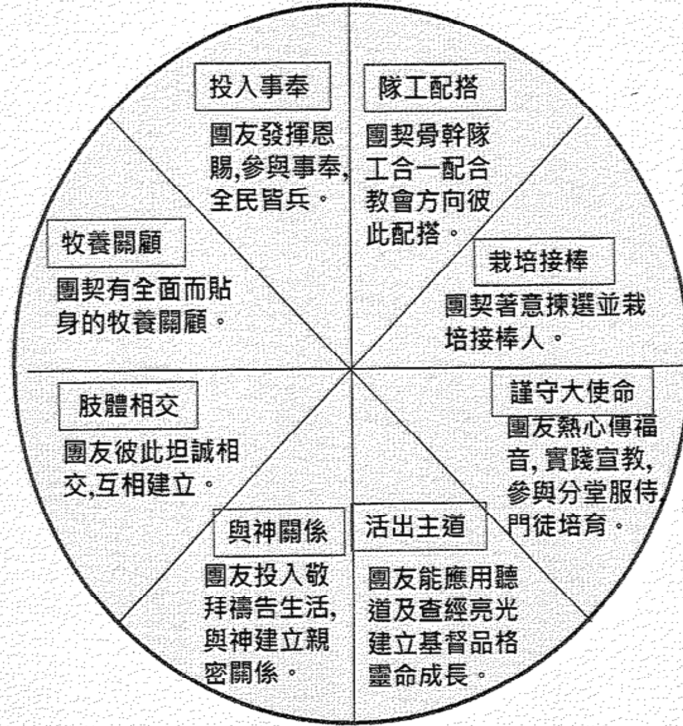 投入事奉
團友發揮恩
賜,參與事奉,
全民皆兵。
隊工配搭
團契骨幹隊
工合一配合
教會方向彼
此配搭。
栽培接棒
團契著意揀選並栽
培接棒人。
謹守大使命
團友熱心傳福
音, 實踐宣教,
參與分堂服侍,
門徒培育。
活出主道
團友能應用聽
道及查經亮光
建立基督品格
靈命成長。
與神關係
團友投入敬
拜禱告生活,
與神建立親
密關係。
肢體相交
團友彼此坦誠相
交,互相建立。
牧養關顧
團契有全面而貼
身的牧養關顧。